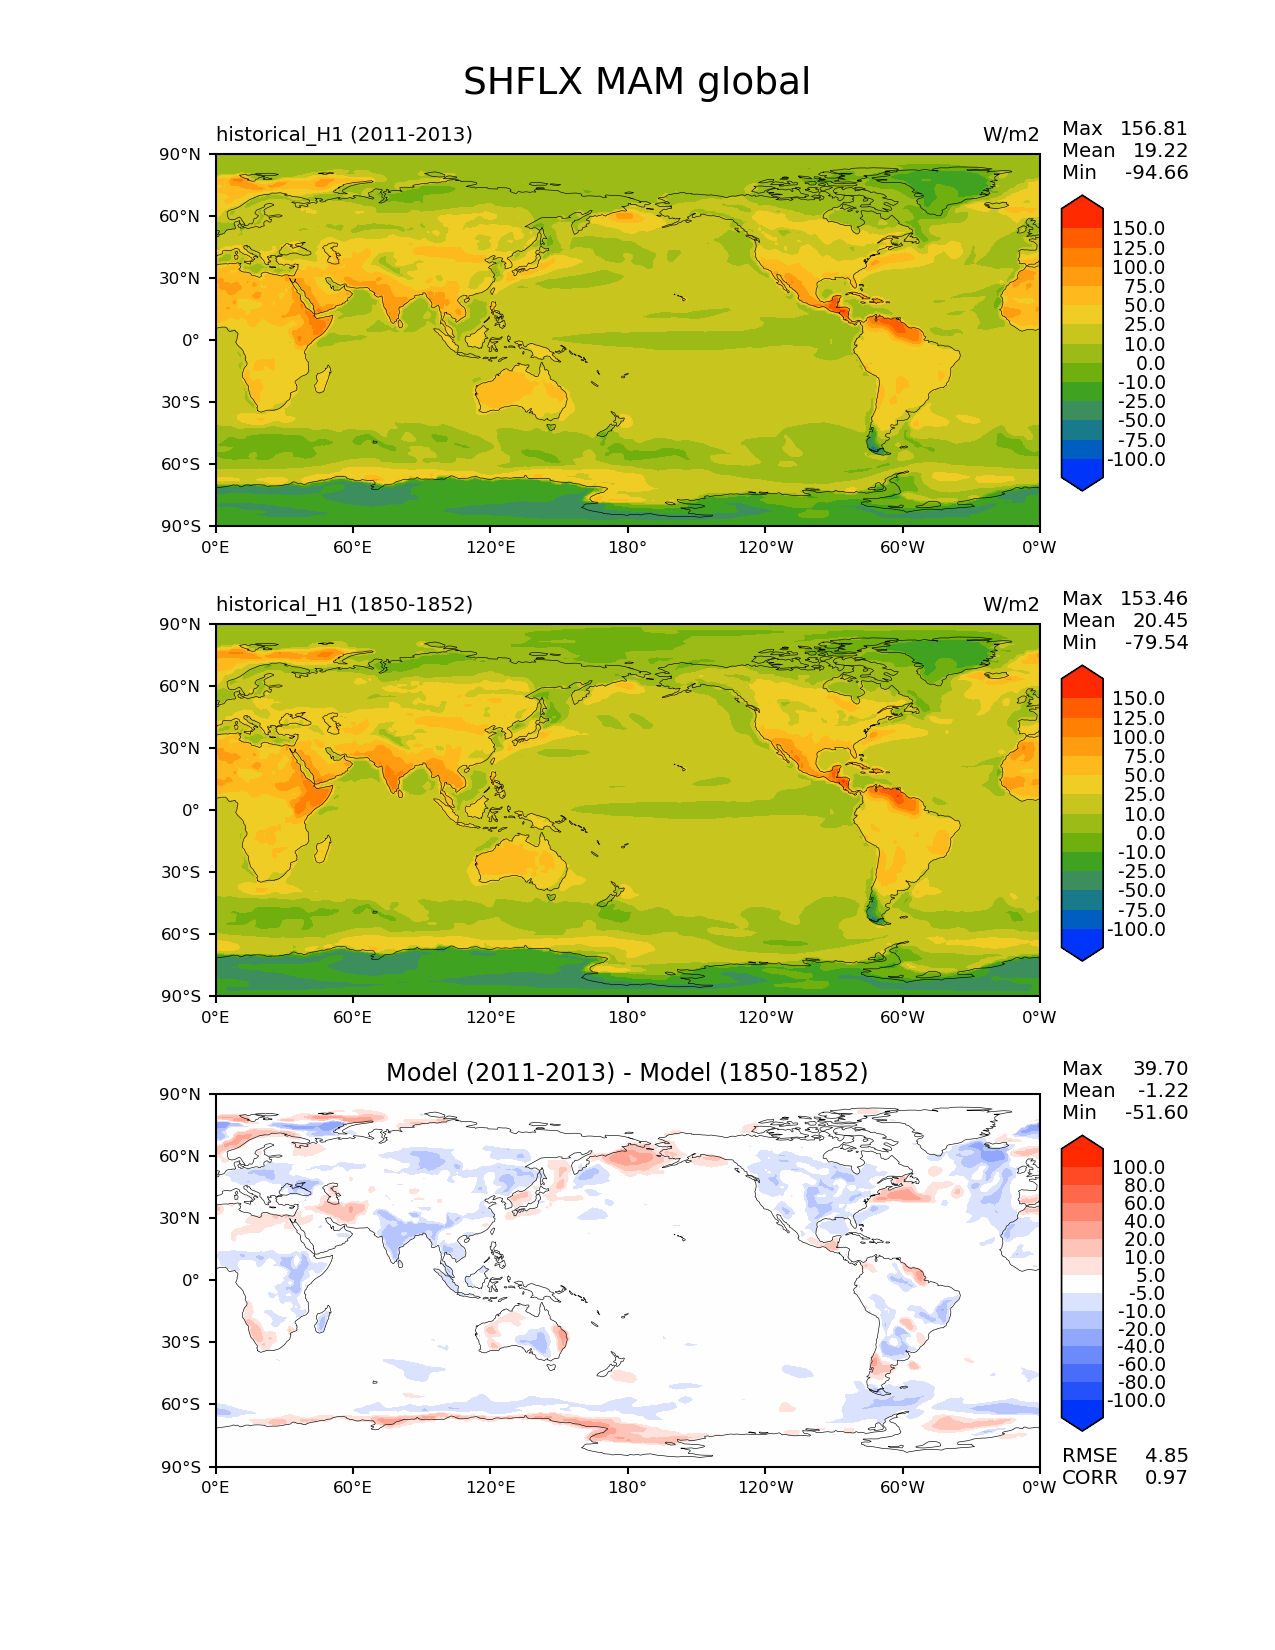 SHFLX MAM global
historical_H1 (2011-2013)
W/m2
Max 156.81
Mean 19.22
Min -94.66
90°N
60°N
30°N
0°
30°S
60°S
90°S
0°E
60°E
120°E
180°
120°W
60°W
0°W
150.0
125.0
100.0
75.0
50.0
25.0
10.0
0.0
-10.0
-25.0
-50.0
-75.0
-100.0
historical_H1 (1850-1852)
W/m2
Max 153.46
Mean 20.45
Min -79.54
90°N
60°N
30°N
0°
30°S
60°S
90°S
0°E
60°E
120°E
180°
120°W
60°W
0°W
150.0
125.0
100.0
75.0
50.0
25.0
10.0
0.0
-10.0
-25.0
-50.0
-75.0
-100.0
Model (2011-2013) - Model (1850-1852)
Max 39.70
Mean -1.22
Min -51.60
90°N
60°N
30°N
0°
30°S
60°S
90°S
0°E
60°E
120°E
180°
120°W
60°W
0°W
100.0
80.0
60.0
40.0
20.0
10.0
5.0
-5.0
-10.0
-20.0
-40.0
-60.0
-80.0
-100.0
RMSE 4.85
CORR 0.97